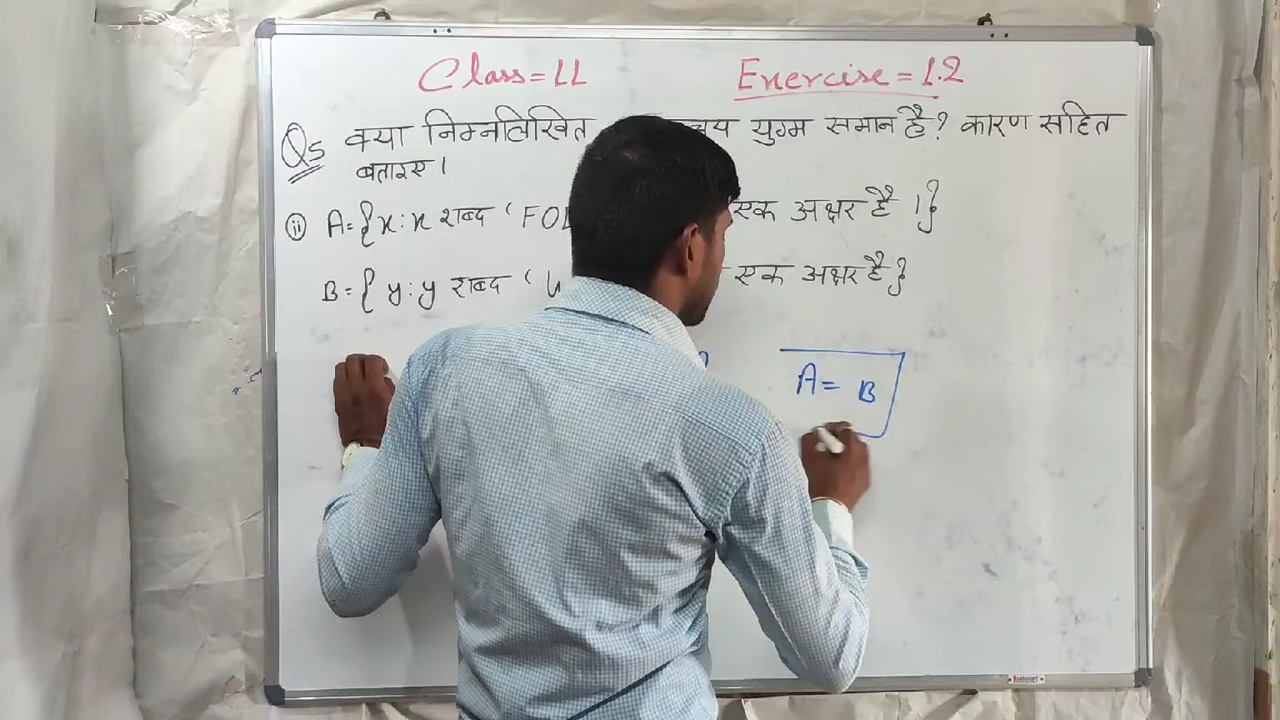 Class = 11
Exercise = 1.2
Q5 क्या निम्नलिखित युग्म समान है? कारण सहित
बताइए।
(ii) A = {x : x शब्द ‘FOL एक अक्षर है।}
B = { y : y शब्द ‘ एक अक्षर है}
A = B